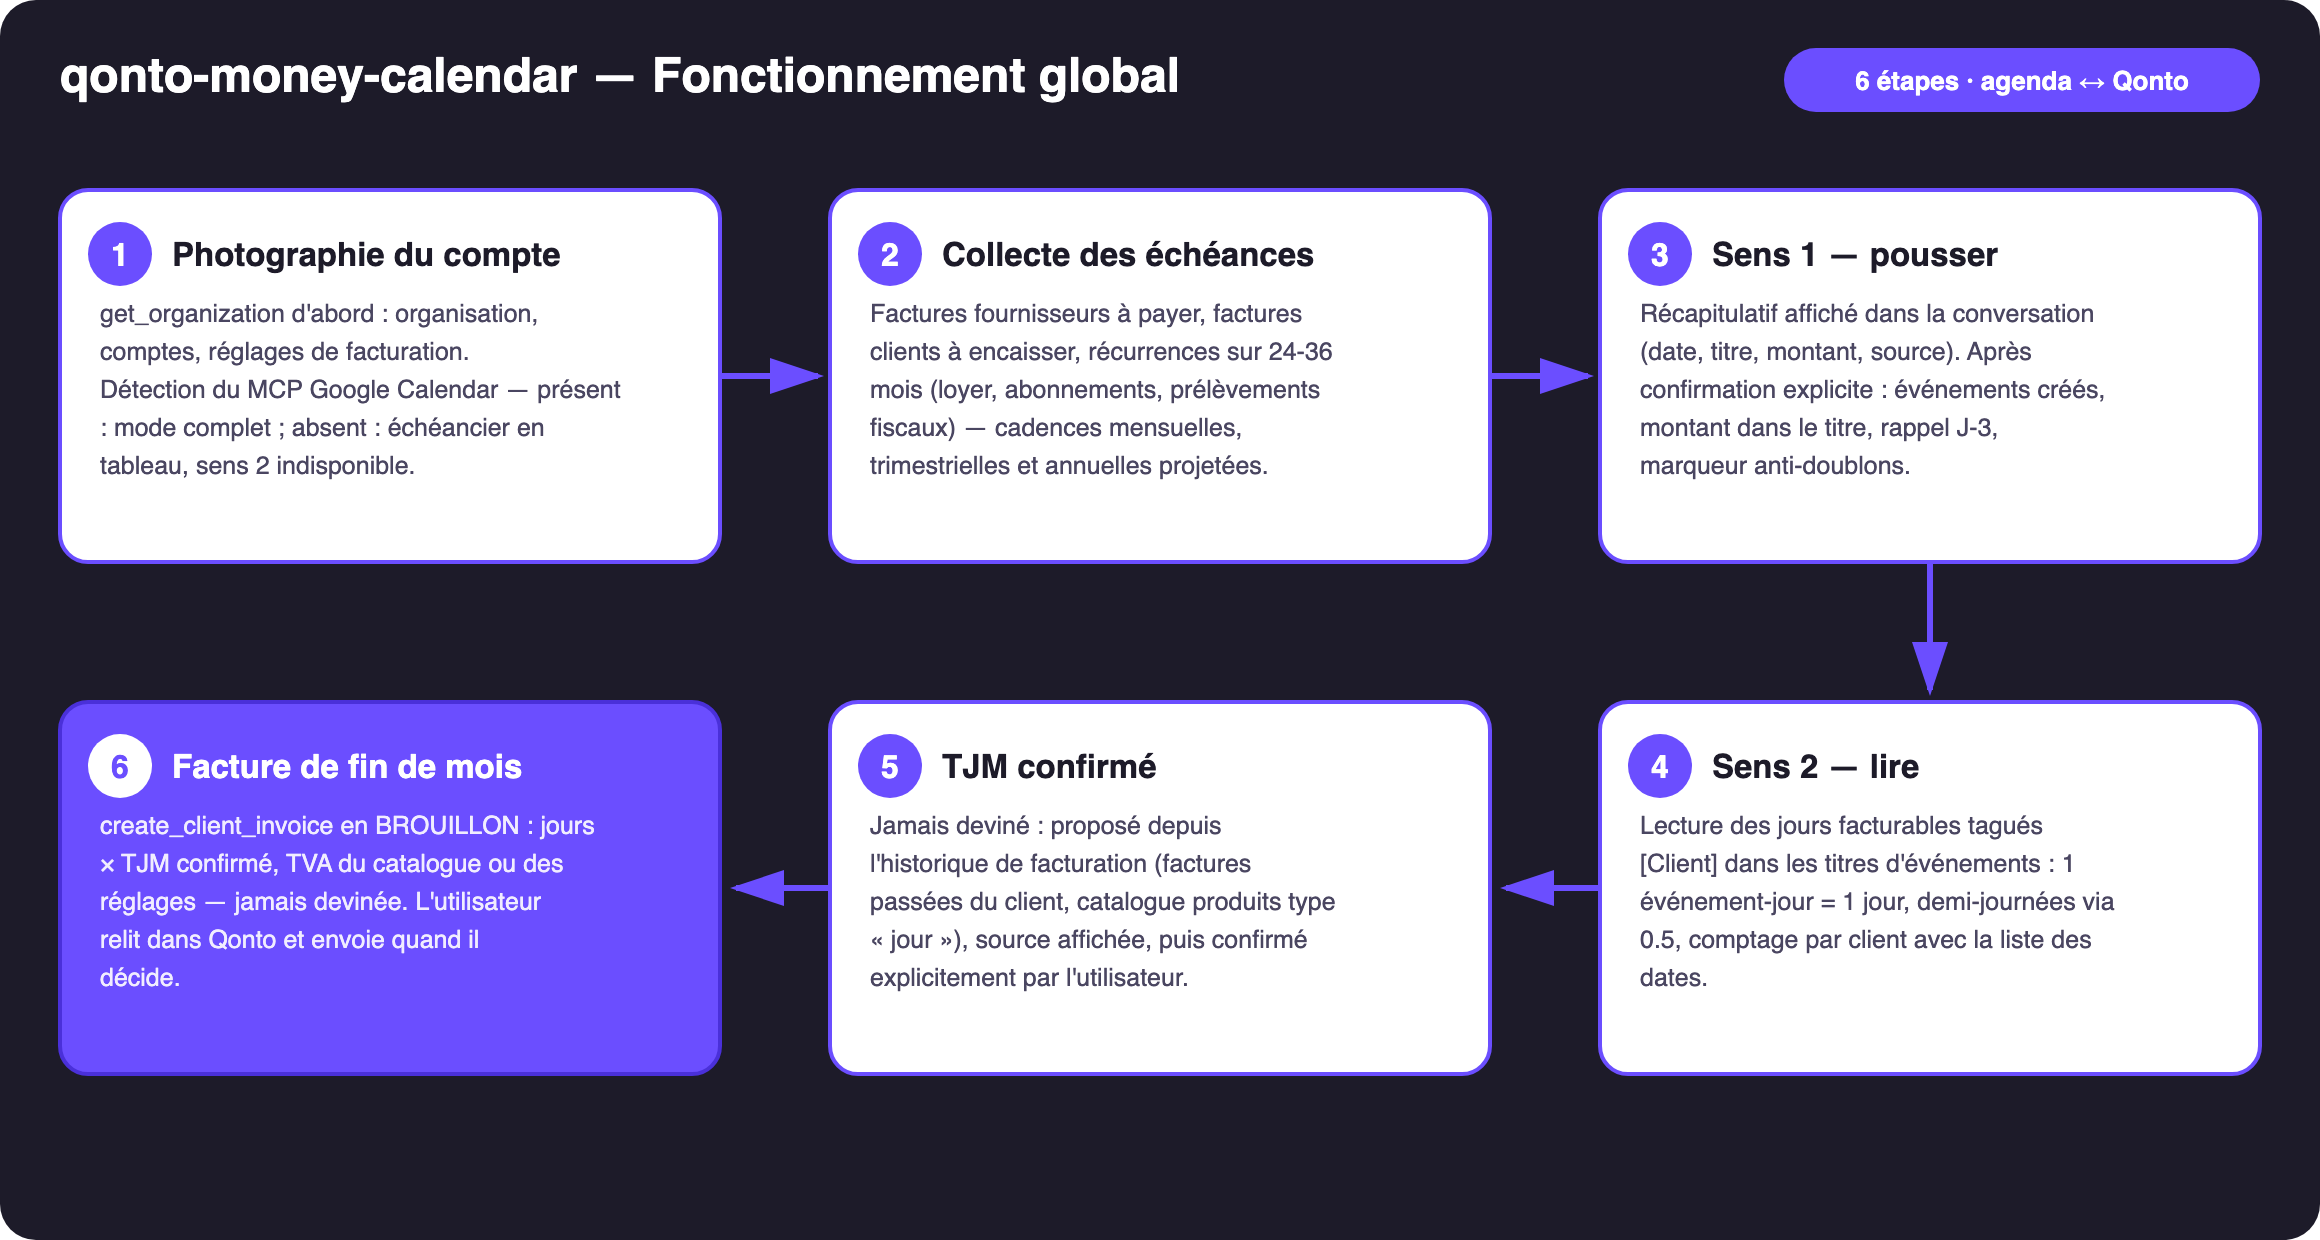 qonto-money-calendar — Fonctionnement global
6 étapes · agenda ↔ Qonto
1
Photographie du compte
get_organization d'abord : organisation,
comptes, réglages de facturation.
Détection du MCP Google Calendar — présent
: mode complet ; absent : échéancier en
tableau, sens 2 indisponible.
2
Collecte des échéances
Factures fournisseurs à payer, factures
clients à encaisser, récurrences sur 24-36
mois (loyer, abonnements, prélèvements
fiscaux) — cadences mensuelles,
trimestrielles et annuelles projetées.
3
Sens 1 — pousser
Récapitulatif affiché dans la conversation
(date, titre, montant, source). Après
confirmation explicite : événements créés,
montant dans le titre, rappel J-3,
marqueur anti-doublons.
4
Sens 2 — lire
Lecture des jours facturables tagués
[Client] dans les titres d'événements : 1
événement-jour = 1 jour, demi-journées via
0.5, comptage par client avec la liste des
dates.
5
TJM confirmé
Jamais deviné : proposé depuis
l'historique de facturation (factures
passées du client, catalogue produits type
« jour »), source affichée, puis confirmé
explicitement par l'utilisateur.
6
Facture de fin de mois
create_client_invoice en BROUILLON : jours
× TJM confirmé, TVA du catalogue ou des
réglages — jamais devinée. L'utilisateur
relit dans Qonto et envoie quand il
décide.